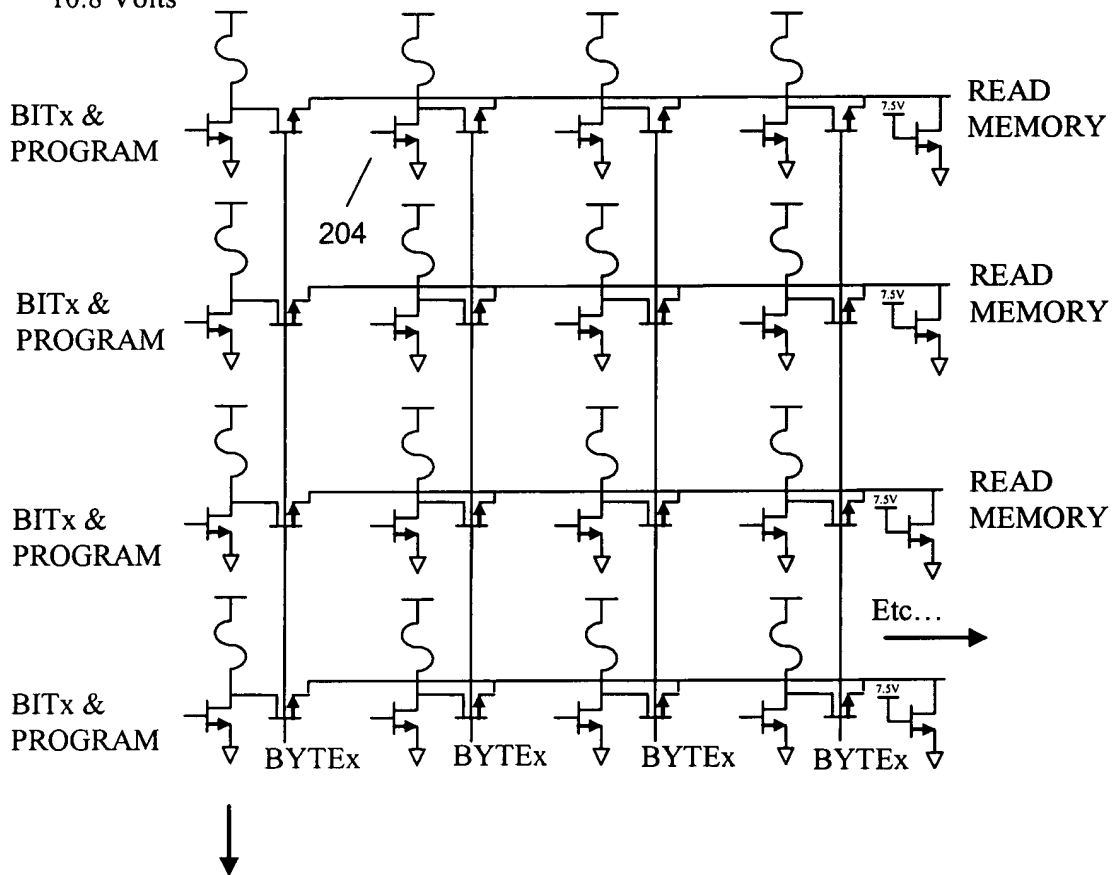 10.8 Volts
BITx &
PROGRAM
7.5V
READ
MEMORY
204
BITx &
PROGRAM
7.5V
READ
MEMORY
BITx &
PROGRAM
7.5V
READ
MEMORY
Etc...
BITx &
PROGRAM
7.5V
BYTEx
BYTEx
BYTEx
BYTEx